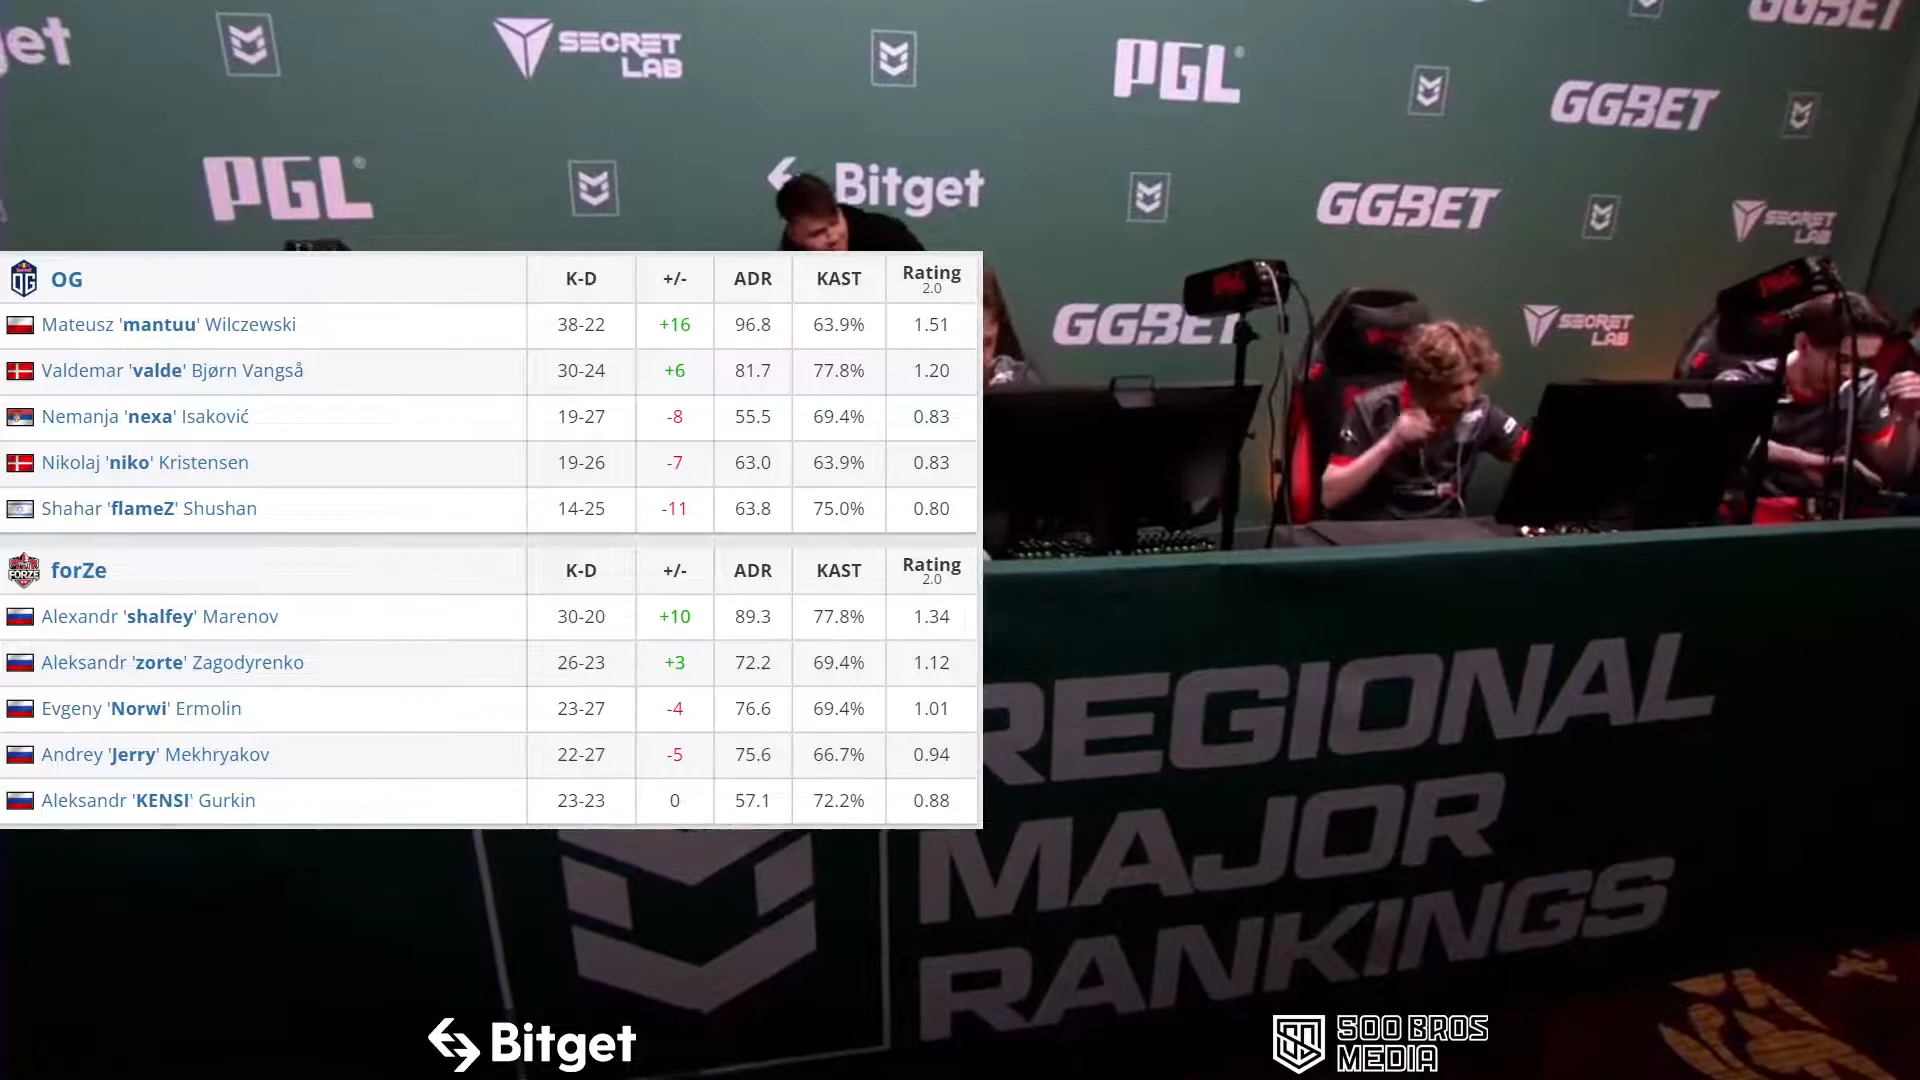 et
SECRET
LAB
PGL
GGBET
GGBET
PGL
Bitget
GGBET
SECRET
LAB
GGBET
SECRET
LAB
OG K-D +/- ADR KAST Rating 2.0
Mateusz 'mantuu' Wilczewski 38-22 +16 96.8 63.9% 1.51
Valdemar 'valde' Bjørn Vangså 30-24 +6 81.7 77.8% 1.20
Nemanja 'nexa' Isaković 19-27 -8 55.5 69.4% 0.83
Nikolaj 'niko' Kristensen 19-26 -7 63.0 63.9% 0.83
Shahar 'flameZ' Shushan 14-25 -11 63.8 75.0% 0.80
forZe K-D +/- ADR KAST Rating 2.0
Alexandr 'shalfey' Marenov 30-20 +10 89.3 77.8% 1.34
Aleksandr 'zorte' Zagodyrenko 26-23 +3 72.2 69.4% 1.12
Evgeny 'Norwi' Ermolin 23-27 -4 76.6 69.4% 1.01
Andrey 'Jerry' Mekhryakov 22-27 -5 75.6 66.7% 0.94
Aleksandr 'KENSI' Gurkin 23-23 0 57.1 72.2% 0.88
REGIONAL
MAJOR
RANKINGS
Bitget
500 BROS
MEDIA